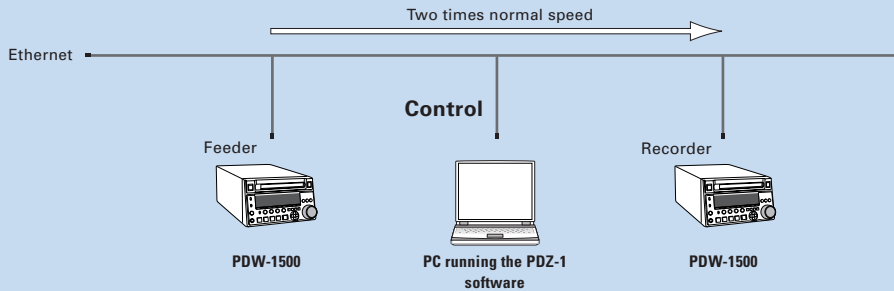 Two times normal speed
Ethernet
Control
Feeder
Recorder
PDW-1500
PC running the PDZ-1
software
PDW-1500